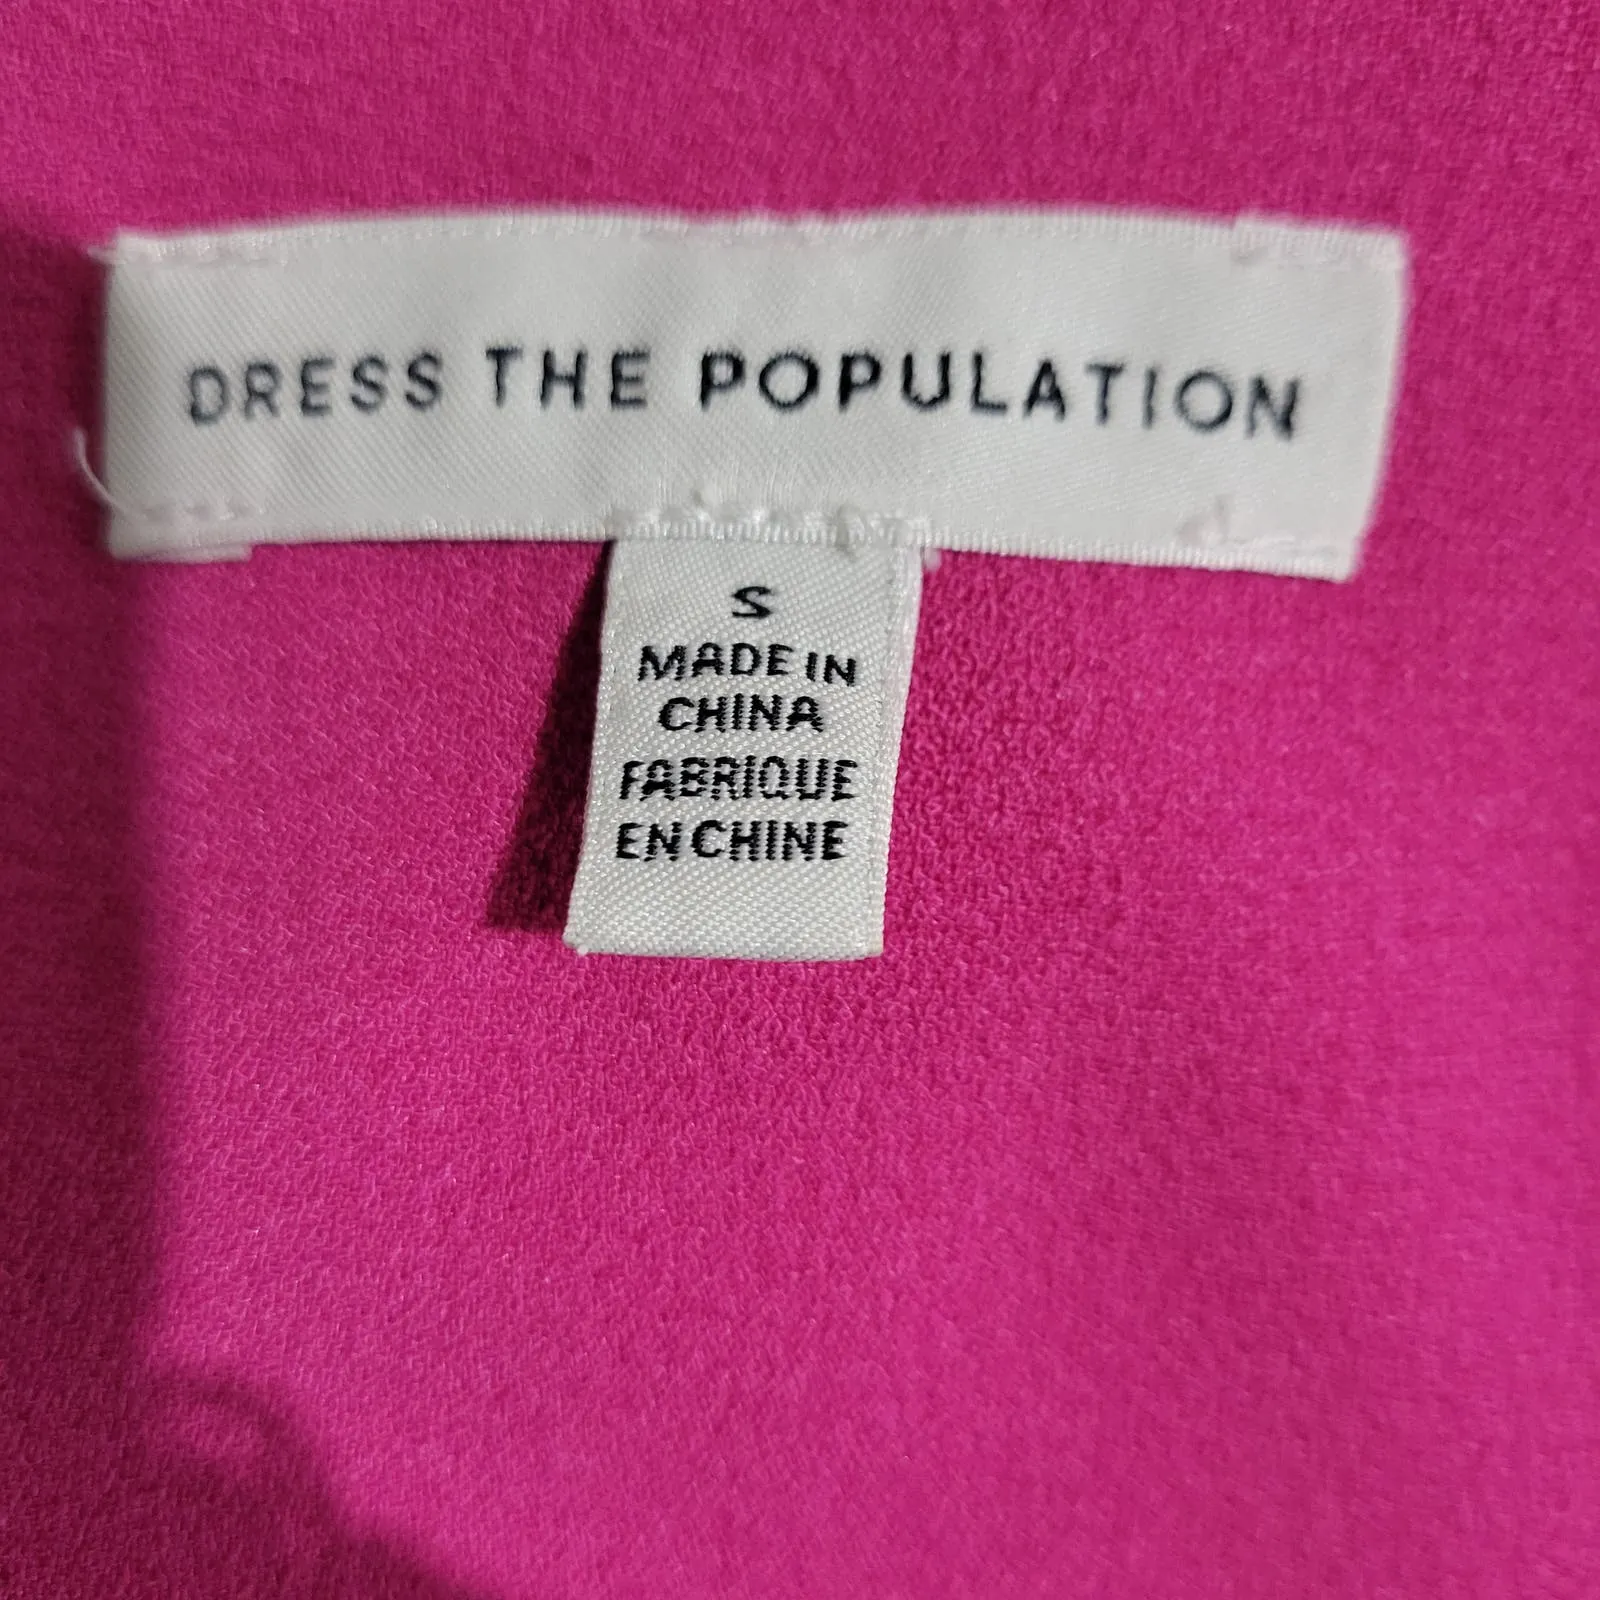 DRESS THE POPULATION
S
MADE IN
CHINA
FABRIQUE
EN CHINE